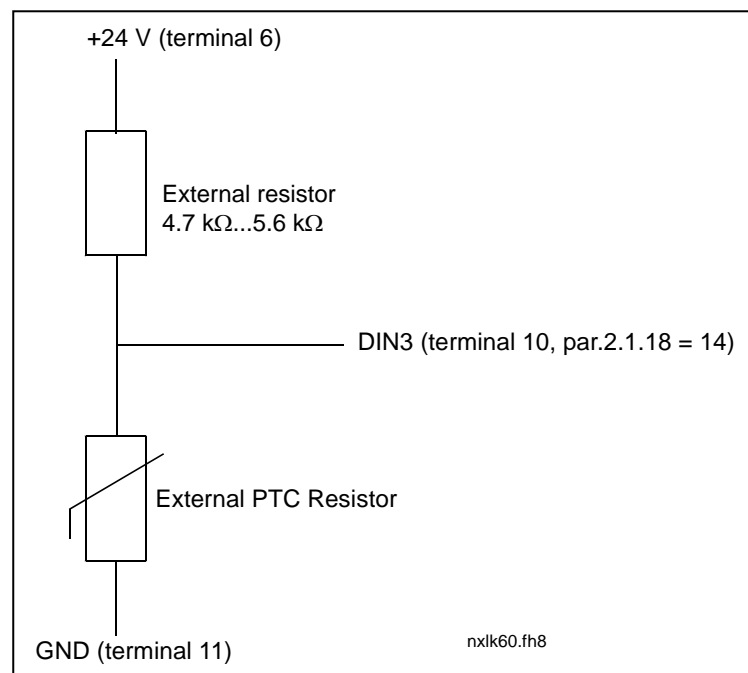 +24 V (terminal 6)
External resistor
4.7 kΩ...5.6 kΩ
DIN3 (terminal 10, par.2.1.18 = 14)
External PTC Resistor
GND (terminal 11)
nxlk60.fh8